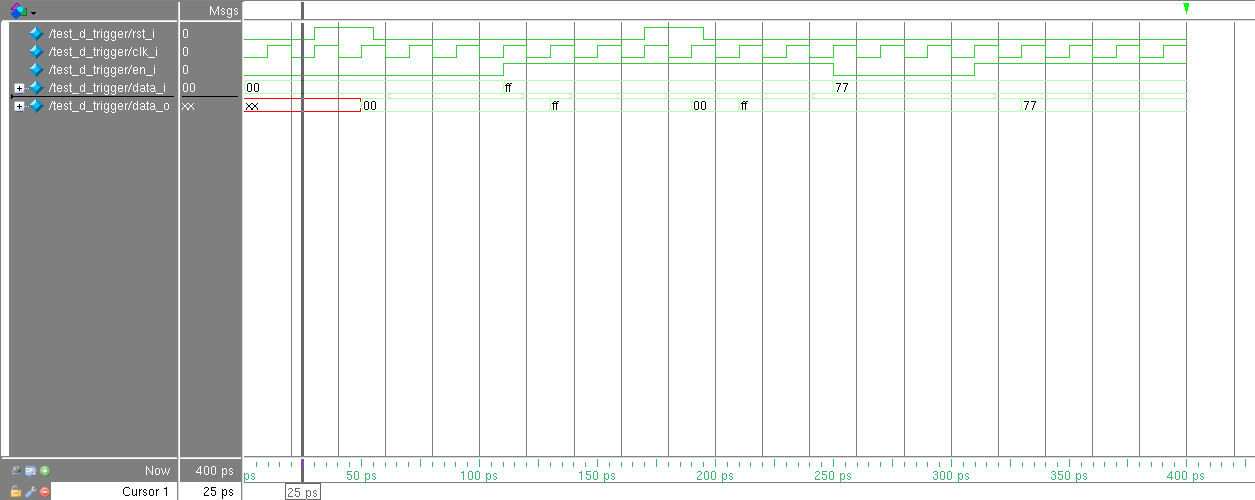 Msgs
/test_d_trigger/rst_i 0
/test_d_trigger/clk_i 0
/test_d_trigger/en_i 0
/test_d_trigger/data_i 00 00 ff 77
/test_d_trigger/data_o xx xx 00 ff 00 ff 77
Now 400 ps ps 50 ps 100 ps 150 ps 200 ps 250 ps 300 ps 350 ps 400 ps
Cursor 1 25 ps 25 ps